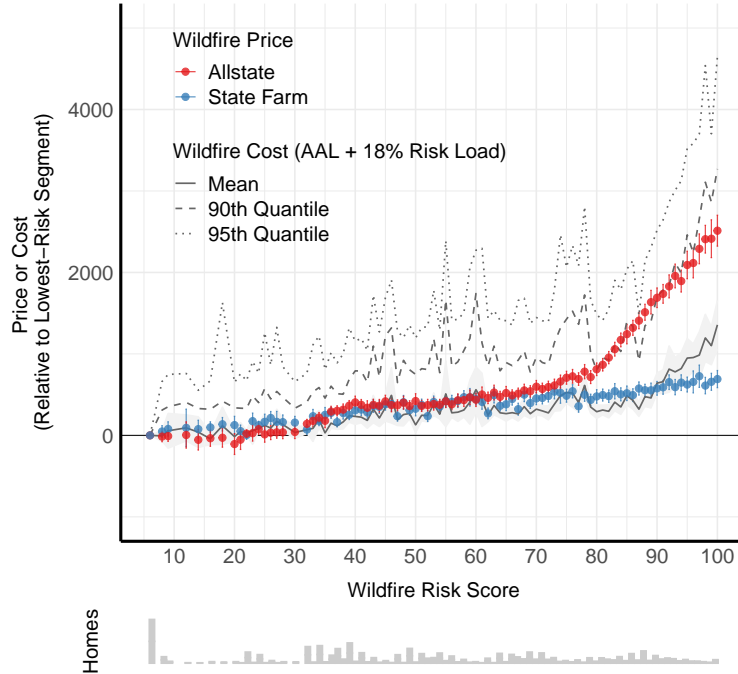 Wildfire Price
Allstate
State Farm
Wildfire Cost (AAL + 18% Risk Load)
Mean
90th Quantile
95th Quantile
Price or Cost
(Relative to Lowest−Risk Segment)
4000
2000
0
10 20 30 40 50 60 70 80 90 100
Wildfire Risk Score
Homes